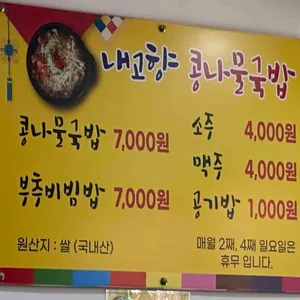 내고향 콩나물국밥
콩나물국밥 7,000원
부추비빔밥 7,000원
소주 4,000원
맥주 4,000원
공기밥 1,000원
원산지 : 쌀 (국내산)
매월 2째, 4째 일요일은
휴무 입니다.